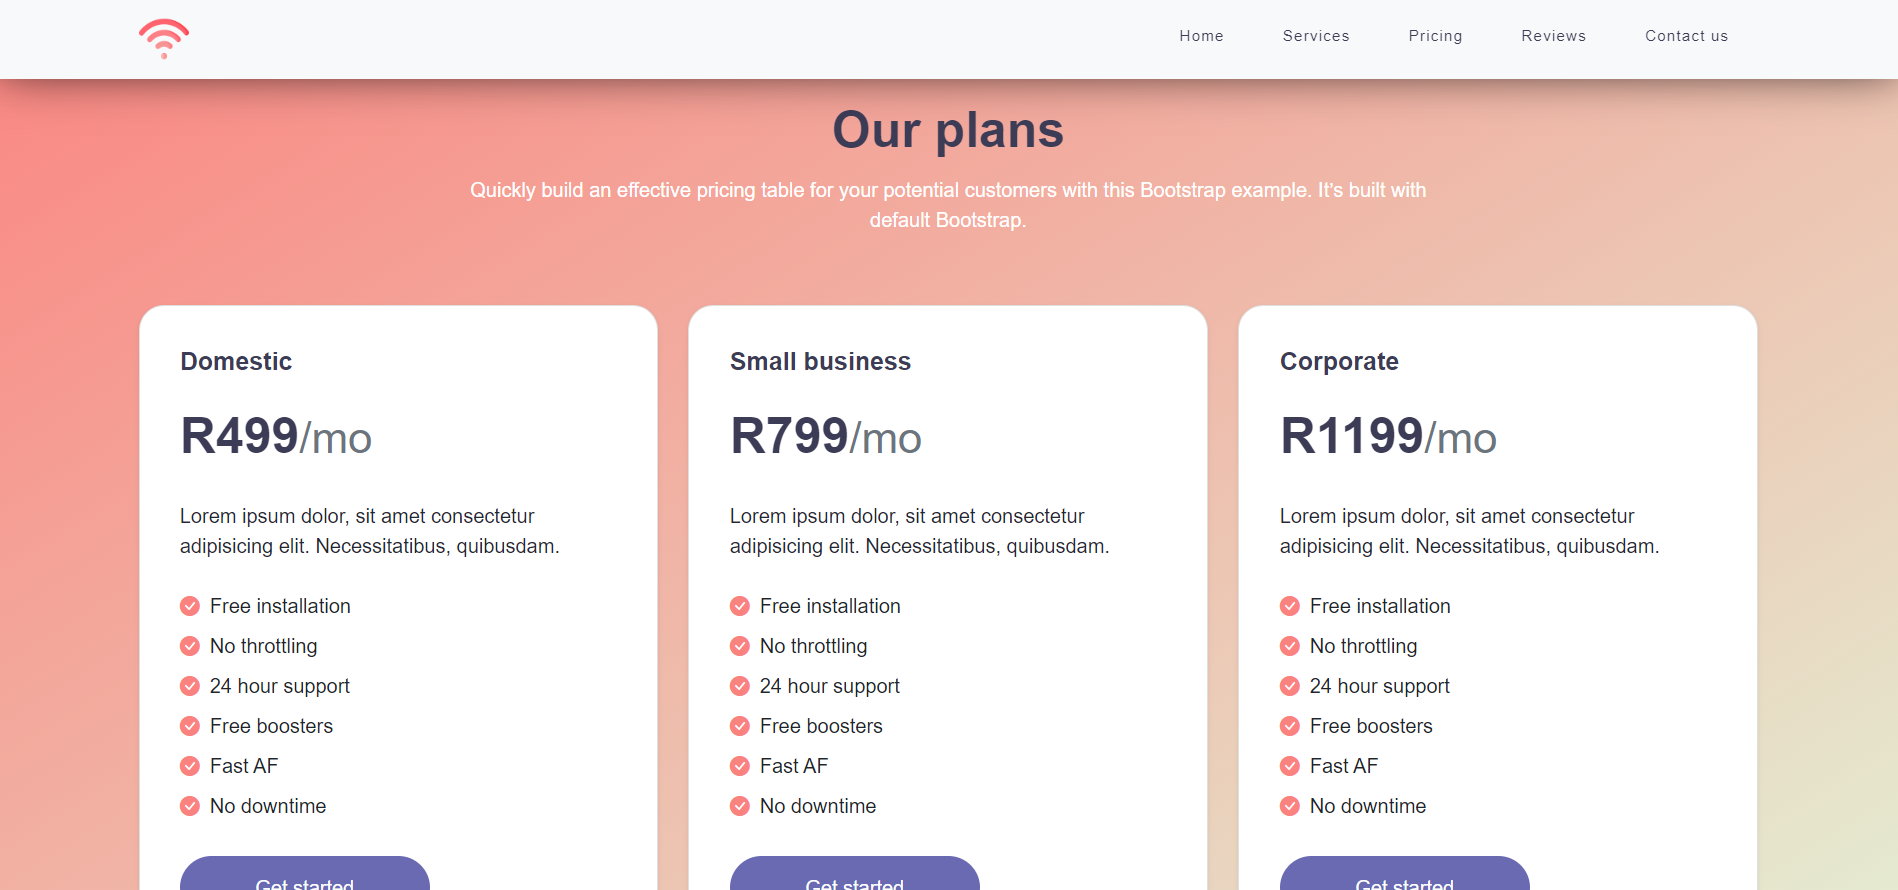 Home Services Pricing Reviews Contact us
Our plans
Quickly build an effective pricing table for your potential customers with this Bootstrap example. It's built with
default Bootstrap.
Domestic
R499/mo
Lorem ipsum dolor, sit amet consectetur
adipisicing elit. Necessitatibus, quibusdam.
Free installation
No throttling
24 hour support
Free boosters
Fast AF
No downtime
Get started
Small business
R799/mo
Lorem ipsum dolor, sit amet consectetur
adipisicing elit. Necessitatibus, quibusdam.
Free installation
No throttling
24 hour support
Free boosters
Fast AF
No downtime
Get started
Corporate
R1199/mo
Lorem ipsum dolor, sit amet consectetur
adipisicing elit. Necessitatibus, quibusdam.
Free installation
No throttling
24 hour support
Free boosters
Fast AF
No downtime
Get started